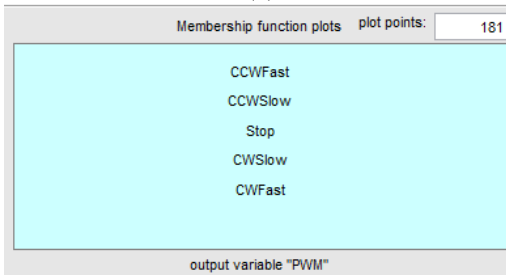 Membership function plots plot points: 181
CCWFast
CCWSlow
Stop
CWSlow
CWFast
output variable "PWM"